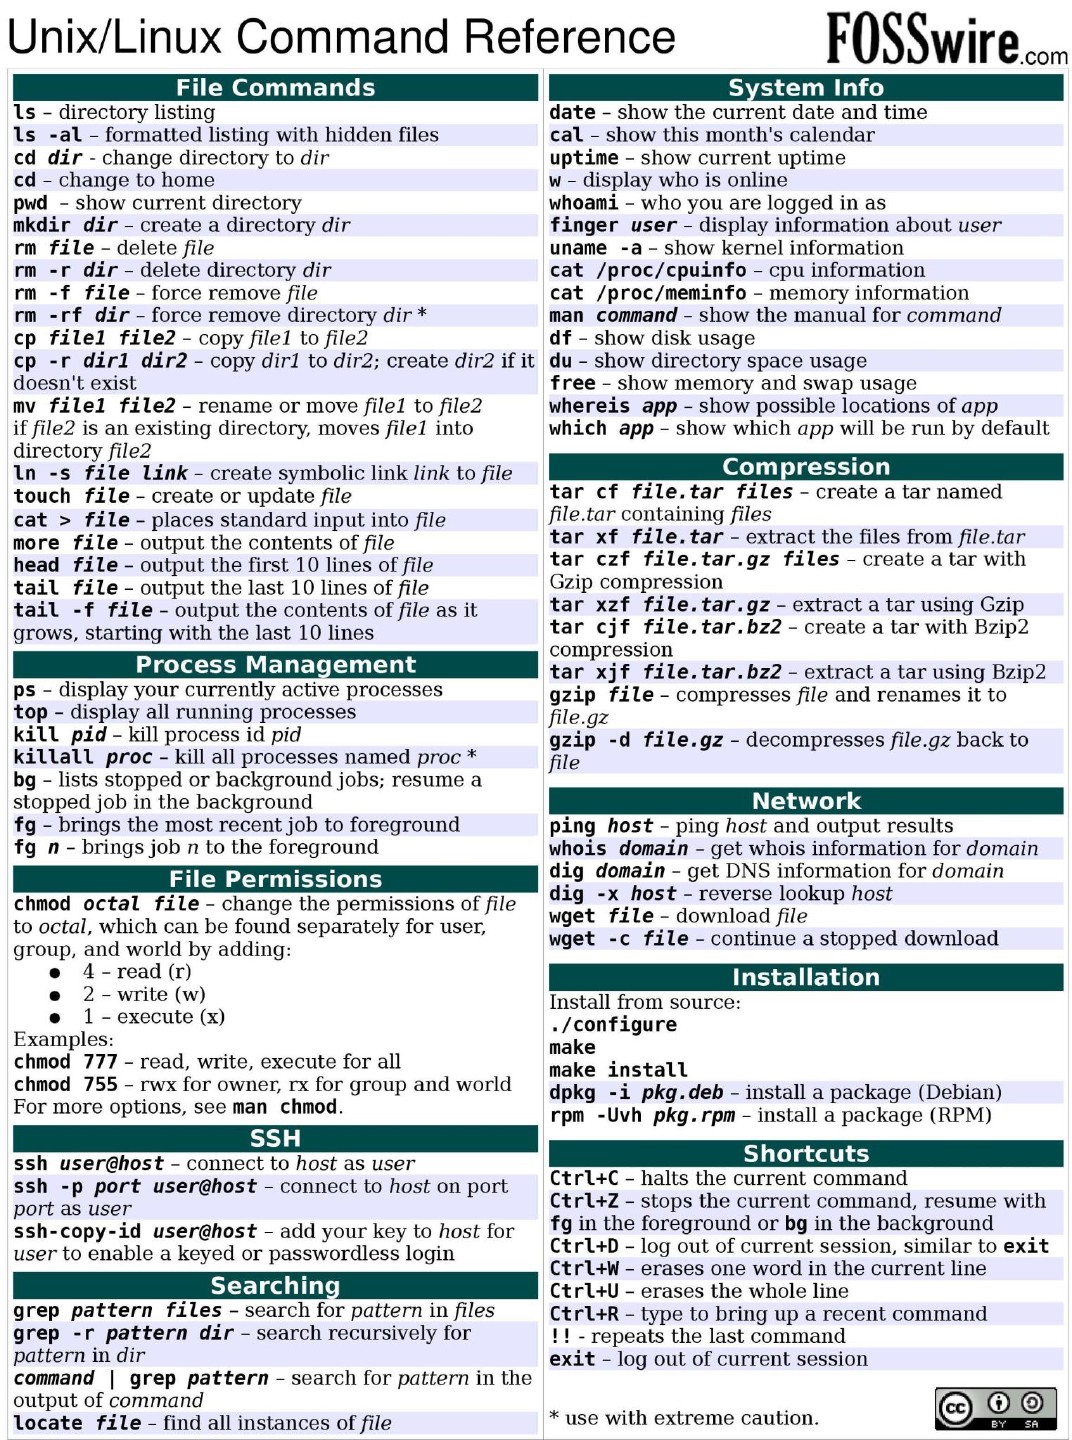 Unix/Linux Command Reference
FOSSwire.com
File Commands
ls – directory listing
ls -al – formatted listing with hidden files
cd dir - change directory to dir
cd – change to home
pwd – show current directory
mkdir dir – create a directory dir
rm file – delete file
rm -r dir – delete directory dir
rm -f file – force remove file
rm -rf dir – force remove directory dir *
cp file1 file2 – copy file1 to file2
cp -r dir1 dir2 – copy dir1 to dir2; create dir2 if it
doesn't exist
mv file1 file2 – rename or move file1 to file2
if file2 is an existing directory, moves file1 into
directory file2
ln -s file link – create symbolic link link to file
touch file – create or update file
cat > file – places standard input into file
more file – output the contents of file
head file – output the first 10 lines of file
tail file – output the last 10 lines of file
tail -f file – output the contents of file as it
grows, starting with the last 10 lines
Process Management
ps – display your currently active processes
top – display all running processes
kill pid – kill process id pid
killall proc – kill all processes named proc *
bg – lists stopped or background jobs; resume a
stopped job in the background
fg – brings the most recent job to foreground
fg n – brings job n to the foreground
File Permissions
chmod octal file – change the permissions of file
to octal, which can be found separately for user,
group, and world by adding:
● 4 – read (r)
● 2 – write (w)
● 1 – execute (x)
Examples:
chmod 777 – read, write, execute for all
chmod 755 – rwx for owner, rx for group and world
For more options, see man chmod.
SSH
ssh user@host – connect to host as user
ssh -p port user@host – connect to host on port
port as user
ssh-copy-id user@host – add your key to host for
user to enable a keyed or passwordless login
Searching
grep pattern files – search for pattern in files
grep -r pattern dir – search recursively for
pattern in dir
command | grep pattern – search for pattern in the
output of command
locate file – find all instances of file
System Info
date – show the current date and time
cal – show this month's calendar
uptime – show current uptime
w – display who is online
whoami – who you are logged in as
finger user – display information about user
uname -a – show kernel information
cat /proc/cpuinfo – cpu information
cat /proc/meminfo – memory information
man command – show the manual for command
df – show disk usage
du – show directory space usage
free – show memory and swap usage
whereis app – show possible locations of app
which app – show which app will be run by default
Compression
tar cf file.tar files – create a tar named
file.tar containing files
tar xf file.tar – extract the files from file.tar
tar czf file.tar.gz files – create a tar with
Gzip compression
tar xzf file.tar.gz – extract a tar using Gzip
tar cjf file.tar.bz2 – create a tar with Bzip2
compression
tar xjf file.tar.bz2 – extract a tar using Bzip2
gzip file – compresses file and renames it to
file.gz
gzip -d file.gz – decompresses file.gz back to
file
Network
ping host – ping host and output results
whois domain – get whois information for domain
dig domain – get DNS information for domain
dig -x host – reverse lookup host
wget file – download file
wget -c file – continue a stopped download
Installation
Install from source:
./configure
make
make install
dpkg -i pkg.deb – install a package (Debian)
rpm -Uvh pkg.rpm – install a package (RPM)
Shortcuts
Ctrl+C – halts the current command
Ctrl+Z – stops the current command, resume with
fg in the foreground or bg in the background
Ctrl+D – log out of current session, similar to exit
Ctrl+W – erases one word in the current line
Ctrl+U – erases the whole line
Ctrl+R – type to bring up a recent command
!! - repeats the last command
exit – log out of current session
* use with extreme caution.
cc BY SA